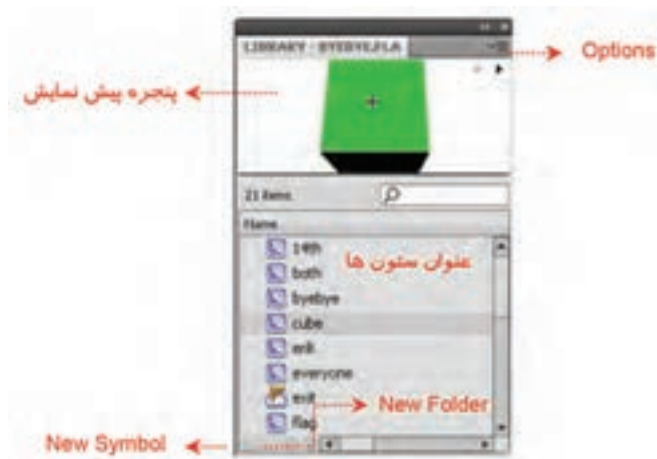 LIBRARY - BYEBYE.FLA
Options
پنجره پیش نمایش
21 items
Name
14th
عنوان ستون ها
both
byebye
cube
everyone
exit
New Folder
flag
New Symbol